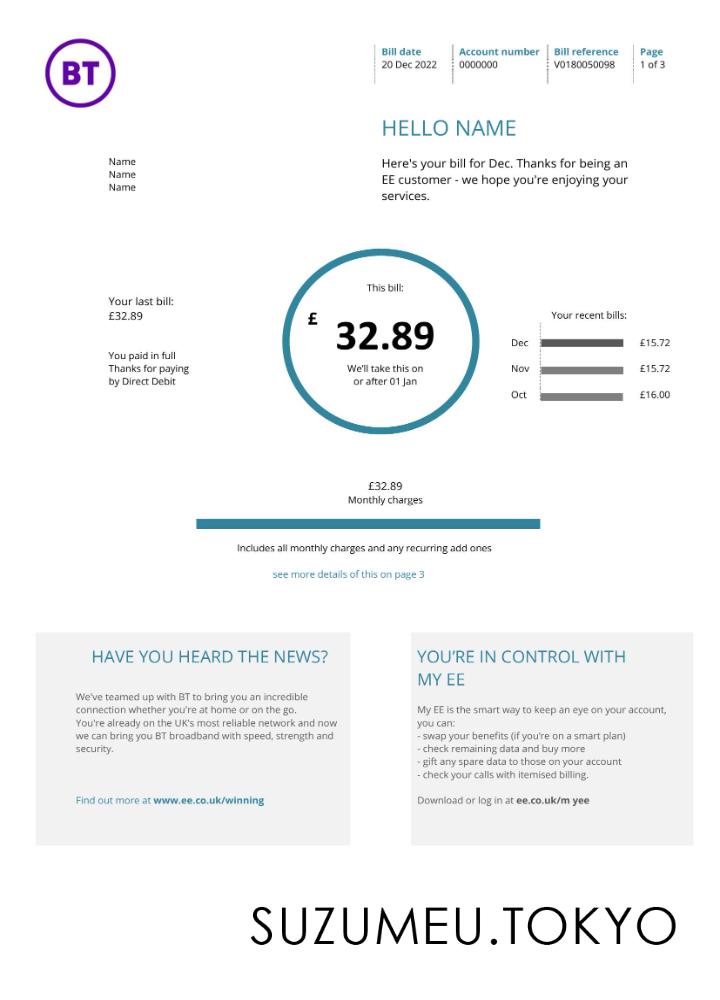 BT
Bill date
20 Dec 2022
Account number
0000000
Bill reference
V0180050098
Page
1 of 3
HELLO NAME
Name
Name
Name
Here's your bill for Dec. Thanks for being an
EE customer - we hope you're enjoying your
services.
Your last bill:
£32.89
You paid in full
Thanks for paying
by Direct Debit
This bill:
£
32.89
We'll take this on
or after 01 Jan
Your recent bills:
Dec £15.72
Nov £15.72
Oct £16.00
£32.89
Monthly charges
Includes all monthly charges and any recurring add ones
see more details of this on page 3
HAVE YOU HEARD THE NEWS?
We've teamed up with BT to bring you an incredible
connection whether you're at home or on the go.
You're already on the UK's most reliable network and now
we can bring you BT broadband with speed, strength and
security.
Find out more at www.ee.co.uk/winning
YOU'RE IN CONTROL WITH
MY EE
My EE is the smart way to keep an eye on your account,
you can:
- swap your benefits (if you're on a smart plan)
- check remaining data and buy more
- gift any spare data to those on your account
- check your calls with itemised billing.
Download or log in at ee.co.uk/m yee
SUZUMEU.TOKYO